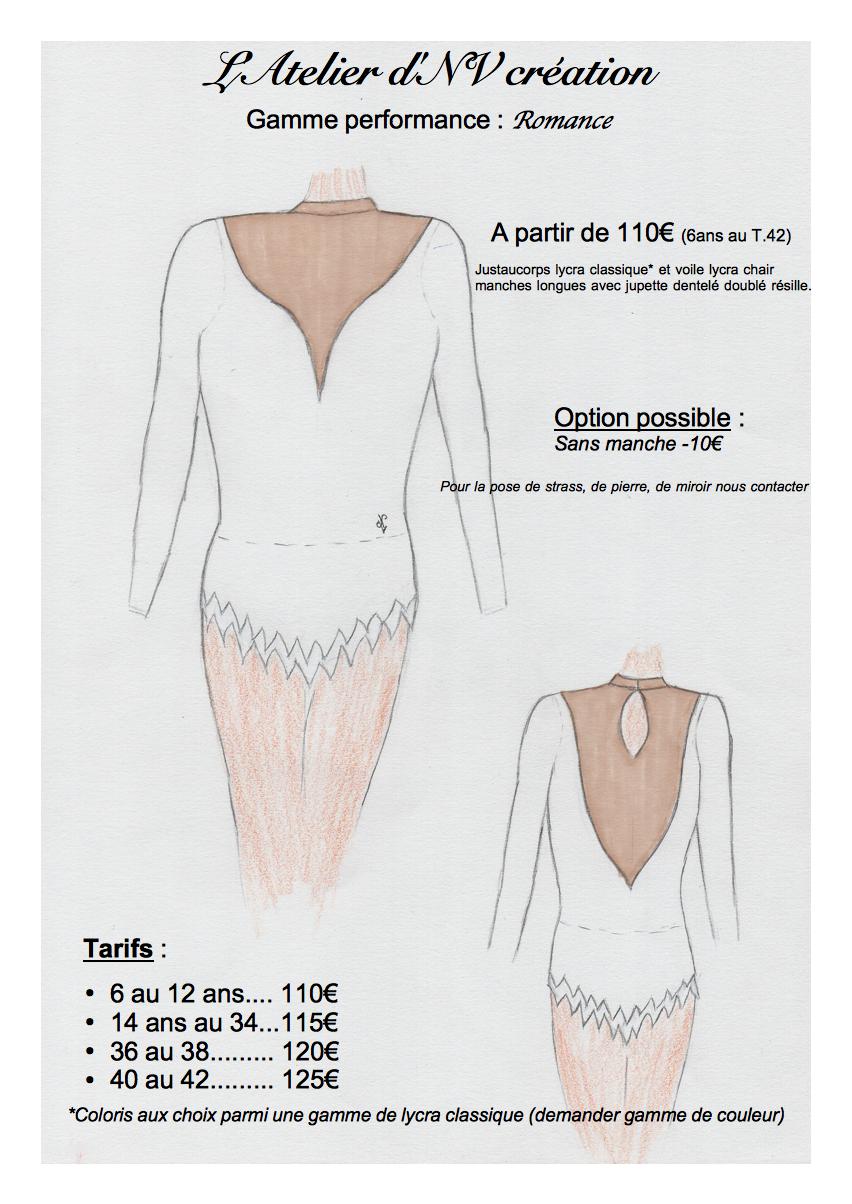 L'Atelier d'NV création
Gamme performance : Romance
A partir de 110€ (6ans au T.42)
Justaucorps lycra classique* et voile lycra chair
manches longues avec jupette dentelé doublé résille.
Option possible :
Sans manche -10€
Pour la pose de strass, de pierre, de miroir nous contacter
Tarifs :
• 6 au 12 ans.... 110€
• 14 ans au 34...115€
• 36 au 38......... 120€
• 40 au 42......... 125€
*Coloris aux choix parmi une gamme de lycra classique (demander gamme de couleur)